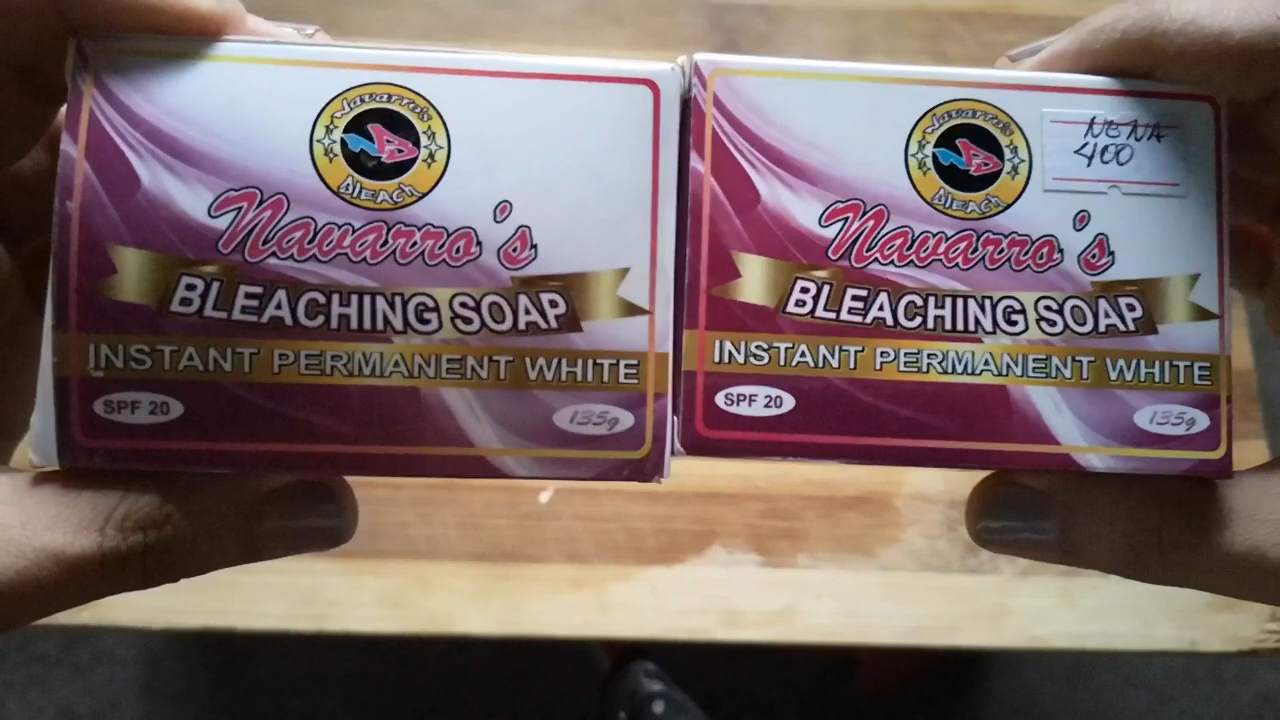 Navarro's
Bleach
Navarro's
BLEACHING SOAP
INSTANT PERMANENT WHITE
SPF 20
135g
Navarro's
Bleach
NENA
400
Navarro's
BLEACHING SOAP
INSTANT PERMANENT WHITE
SPF 20
135g